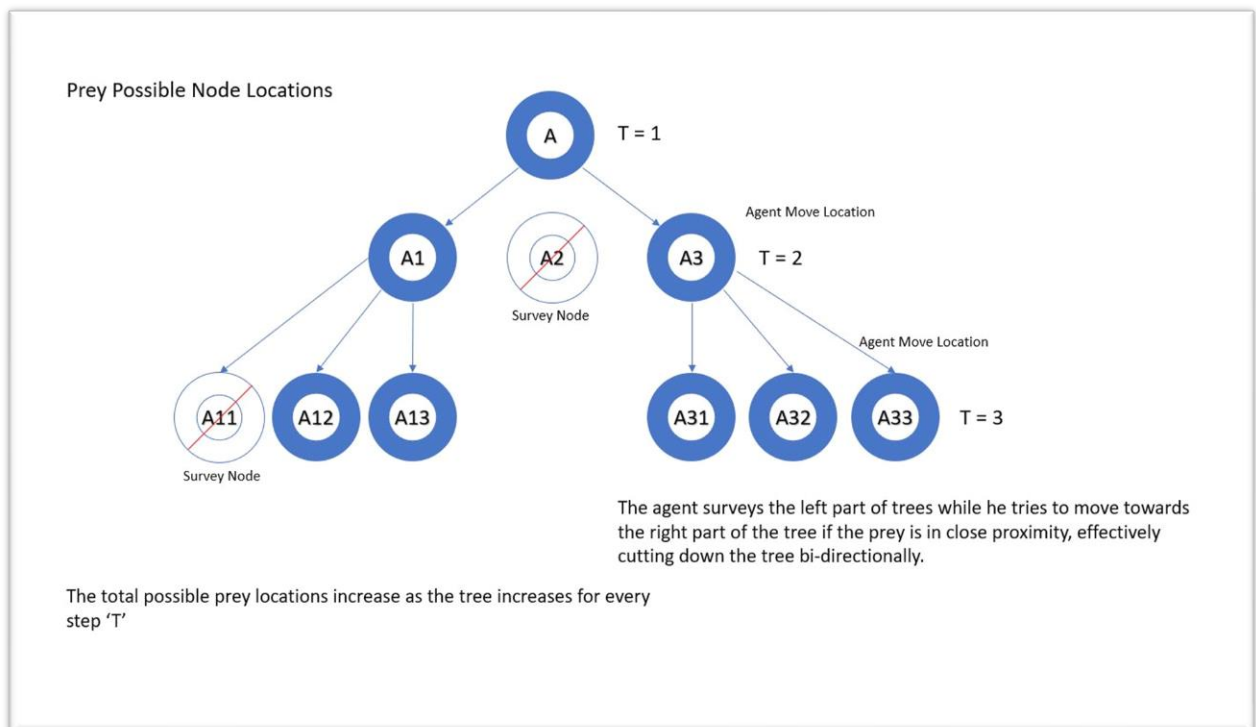 Prey Possible Node Locations
A
T = 1
Agent Move Location
A1
A2
A3
T = 2
Survey Node
Agent Move Location
A11
A12
A13
A31
A32
A33
T = 3
Survey Node
The agent surveys the left part of trees while he tries to move towards
the right part of the tree if the prey is in close proximity, effectively
cutting down the tree bi-directionally.
The total possible prey locations increase as the tree increases for every
step ‘T’